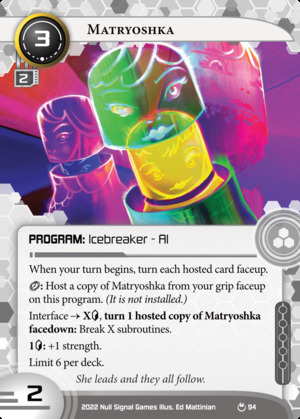 3
MATRYOSHKA
2
PROGRAM: Icebreaker - AI
When your turn begins, turn each hosted card faceup.
: Host a copy of Matryoshka from your grip faceup
on this program. (It is not installed.)
Interface → X, turn 1 hosted copy of Matryoshka
facedown: Break X subroutines.
1: +1 strength.
Limit 6 per deck.
She leads and they all follow.
2
2022 Null Signal Games Illus. Ed Mattinian
94